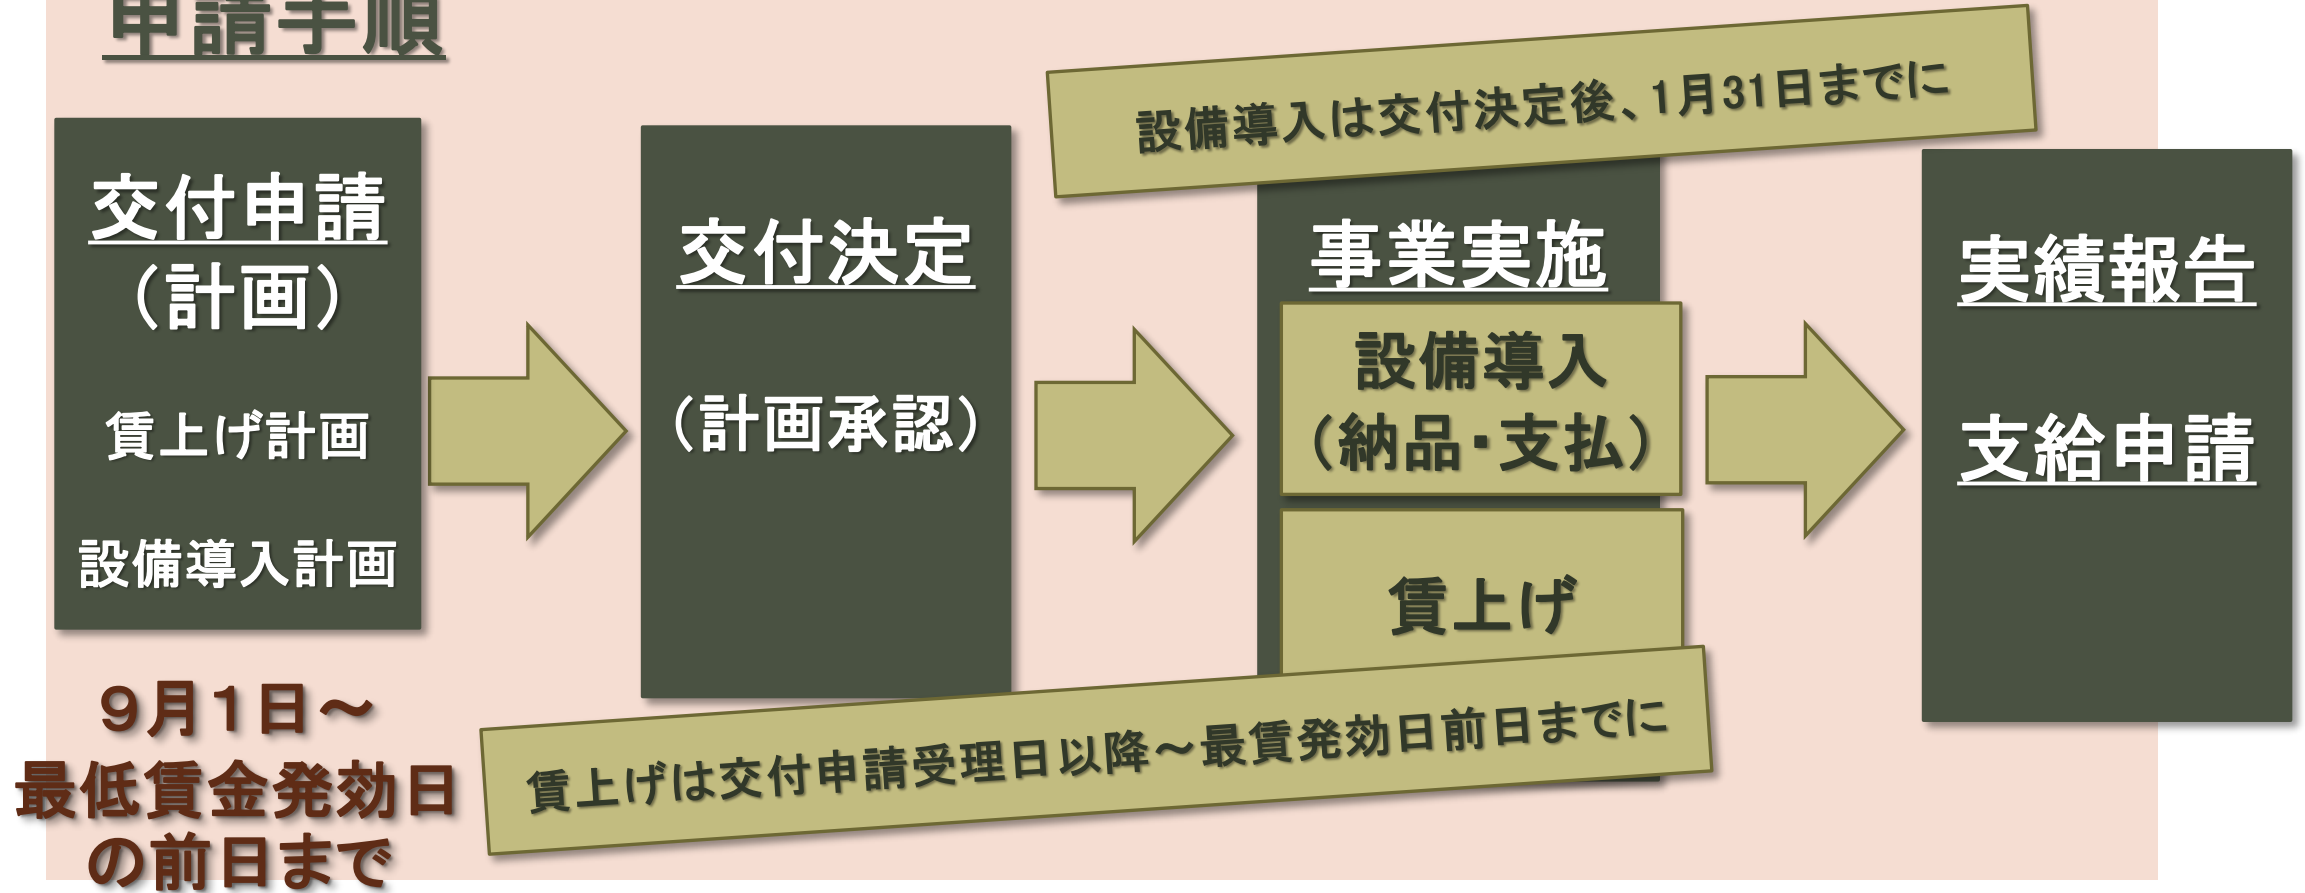 申請手順
設備導入は交付決定後、1月31日までに
交付申請
（計画）
賃上げ計画
設備導入計画
交付決定
（計画承認）
事業実施
設備導入
（納品・支払）
賃上げ
実績報告
支給申請
賃上げは交付申請受理日以降～最賃発効日前日までに
９月１日～
最低賃金発効日
の前日まで